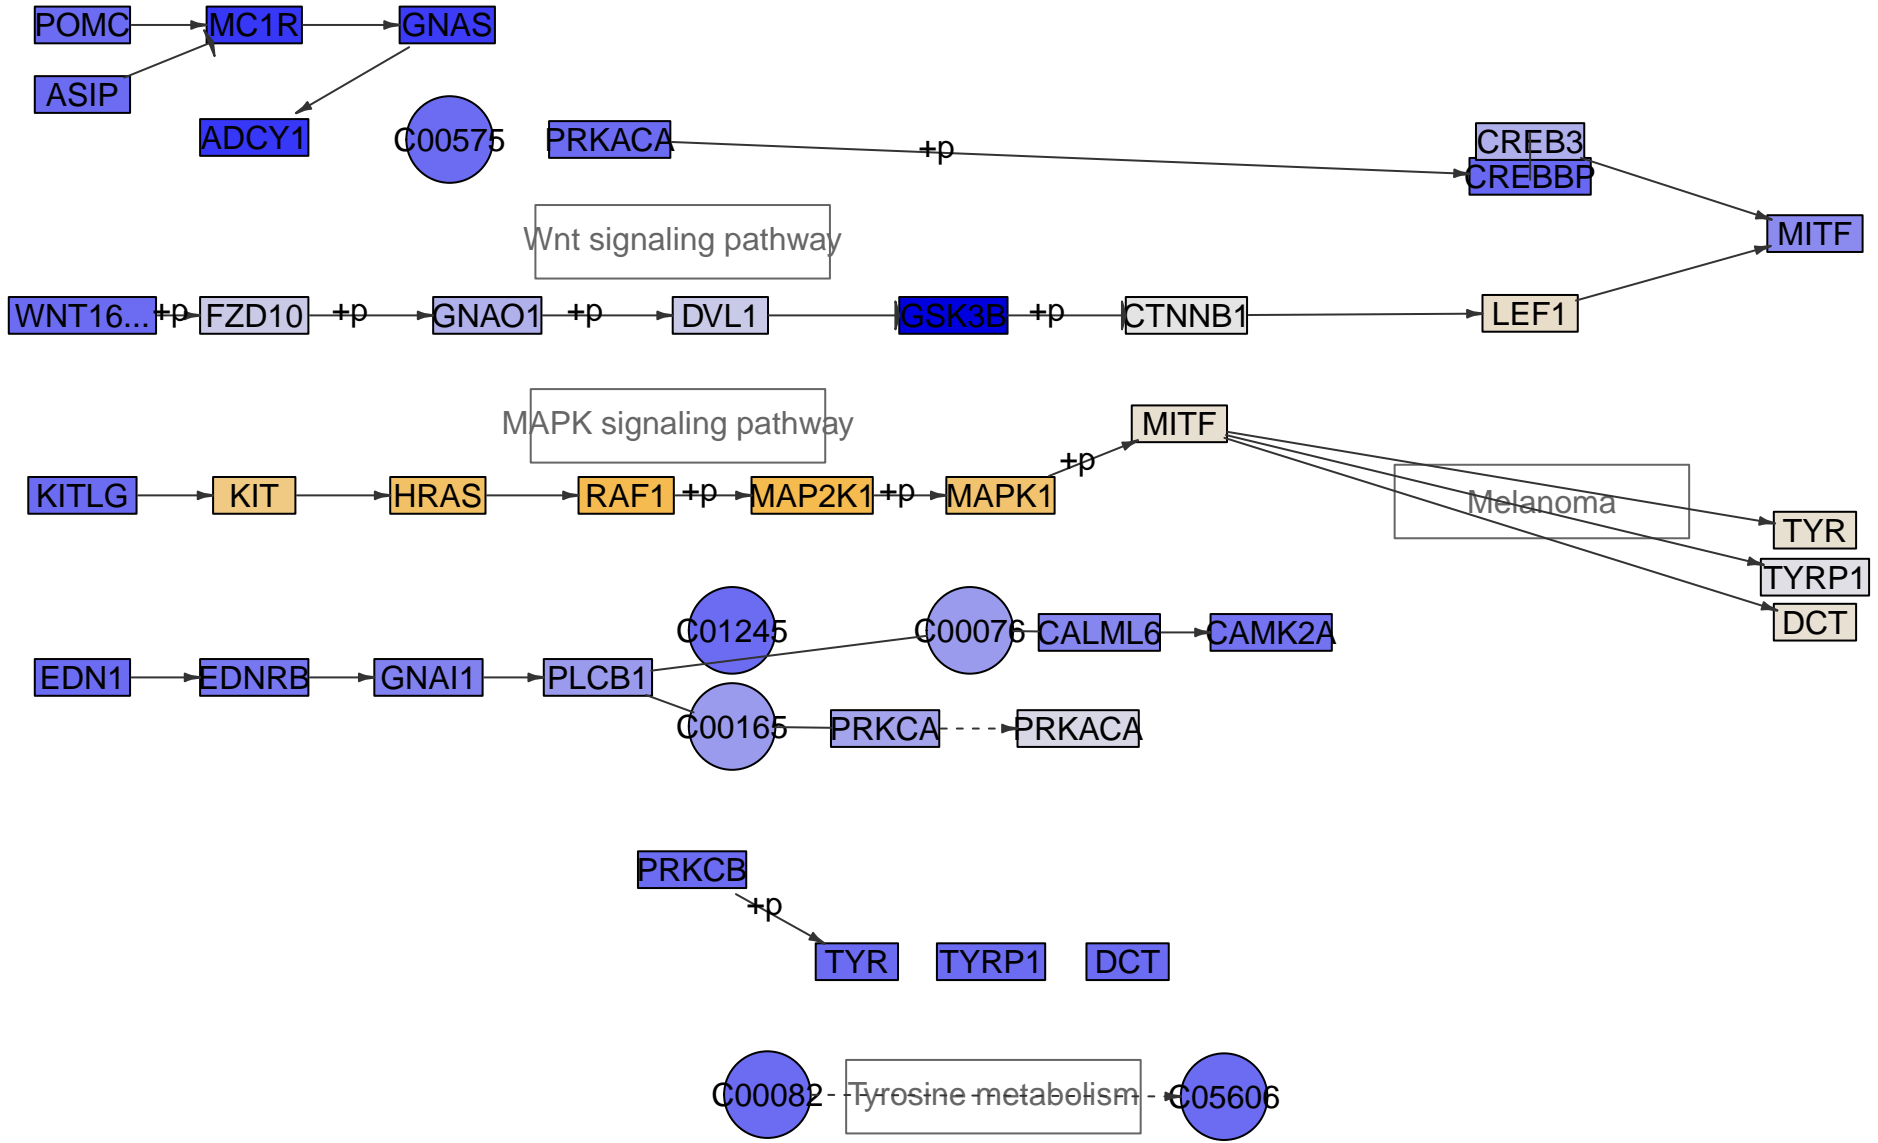 POMC
MC1R
GNAS
ASIP
ADCY1
C00575
PRKACA
+p
CREB3
CREBBP
MITF
Wnt signaling pathway
WNT16...
+p
FZD10
+p
GNAO1
+p
DVL1
GSK3B
+p
CTNNB1
LEF1
MAPK signaling pathway
MITF
+p
KITLG
KIT
HRAS
RAF1
+p
MAP2K1
+p
MAPK1
Melanoma
TYR
TYRP1
DCT
C01245
C00076
CALML6
CAMK2A
EDN1
EDNRB
GNAI1
PLCB1
C00165
PRKCA
PRKACA
PRKCB
+p
TYR
TYRP1
DCT
C00082
Tyrosine metabolism
C05606